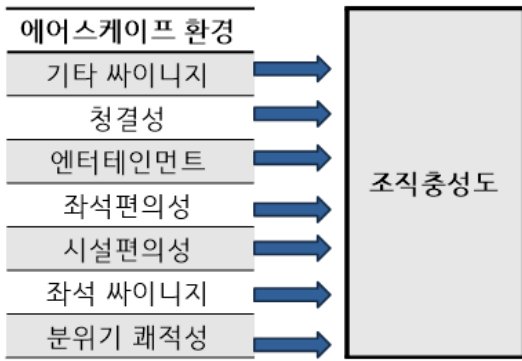 에어스케이프 환경
기타 싸이니지
청결성
엔터테인먼트
좌석편의성
시설편의성
좌석 싸이니지
분위기 쾌적성
조직충성도